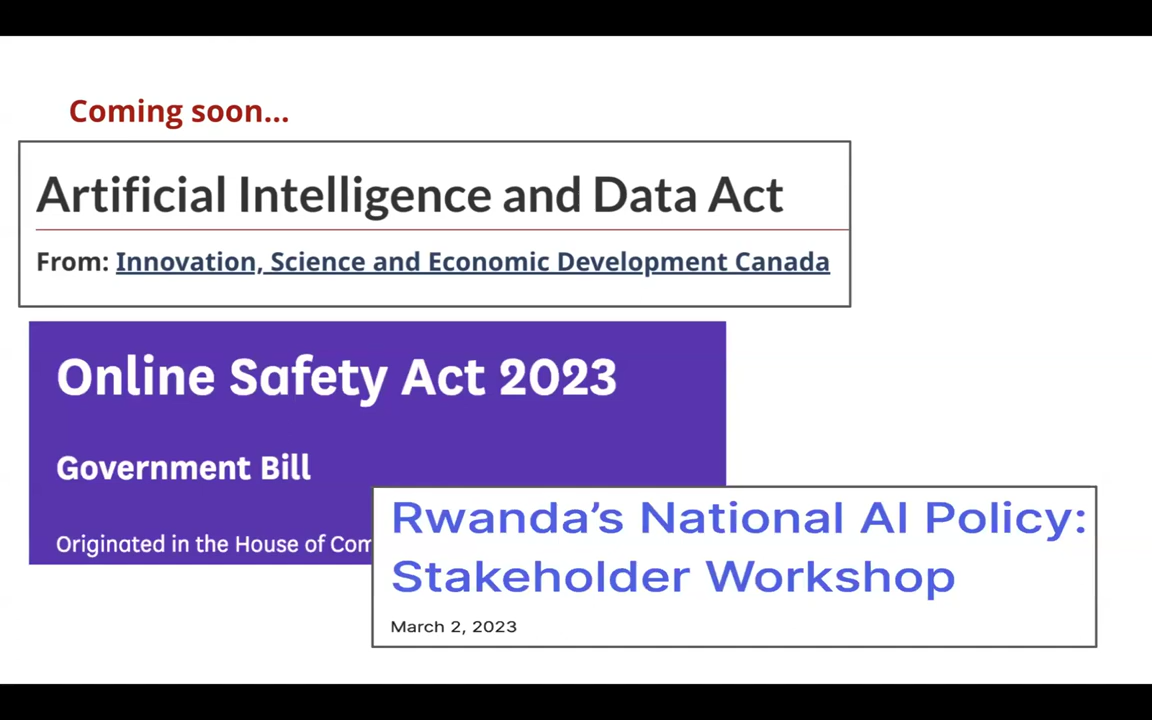 Coming soon...
Artificial Intelligence and Data Act
From: Innovation, Science and Economic Development Canada
Online Safety Act 2023
Government Bill
Originated in the House of
Rwanda's National AI Policy:
Stakeholder Workshop
March 2, 2023